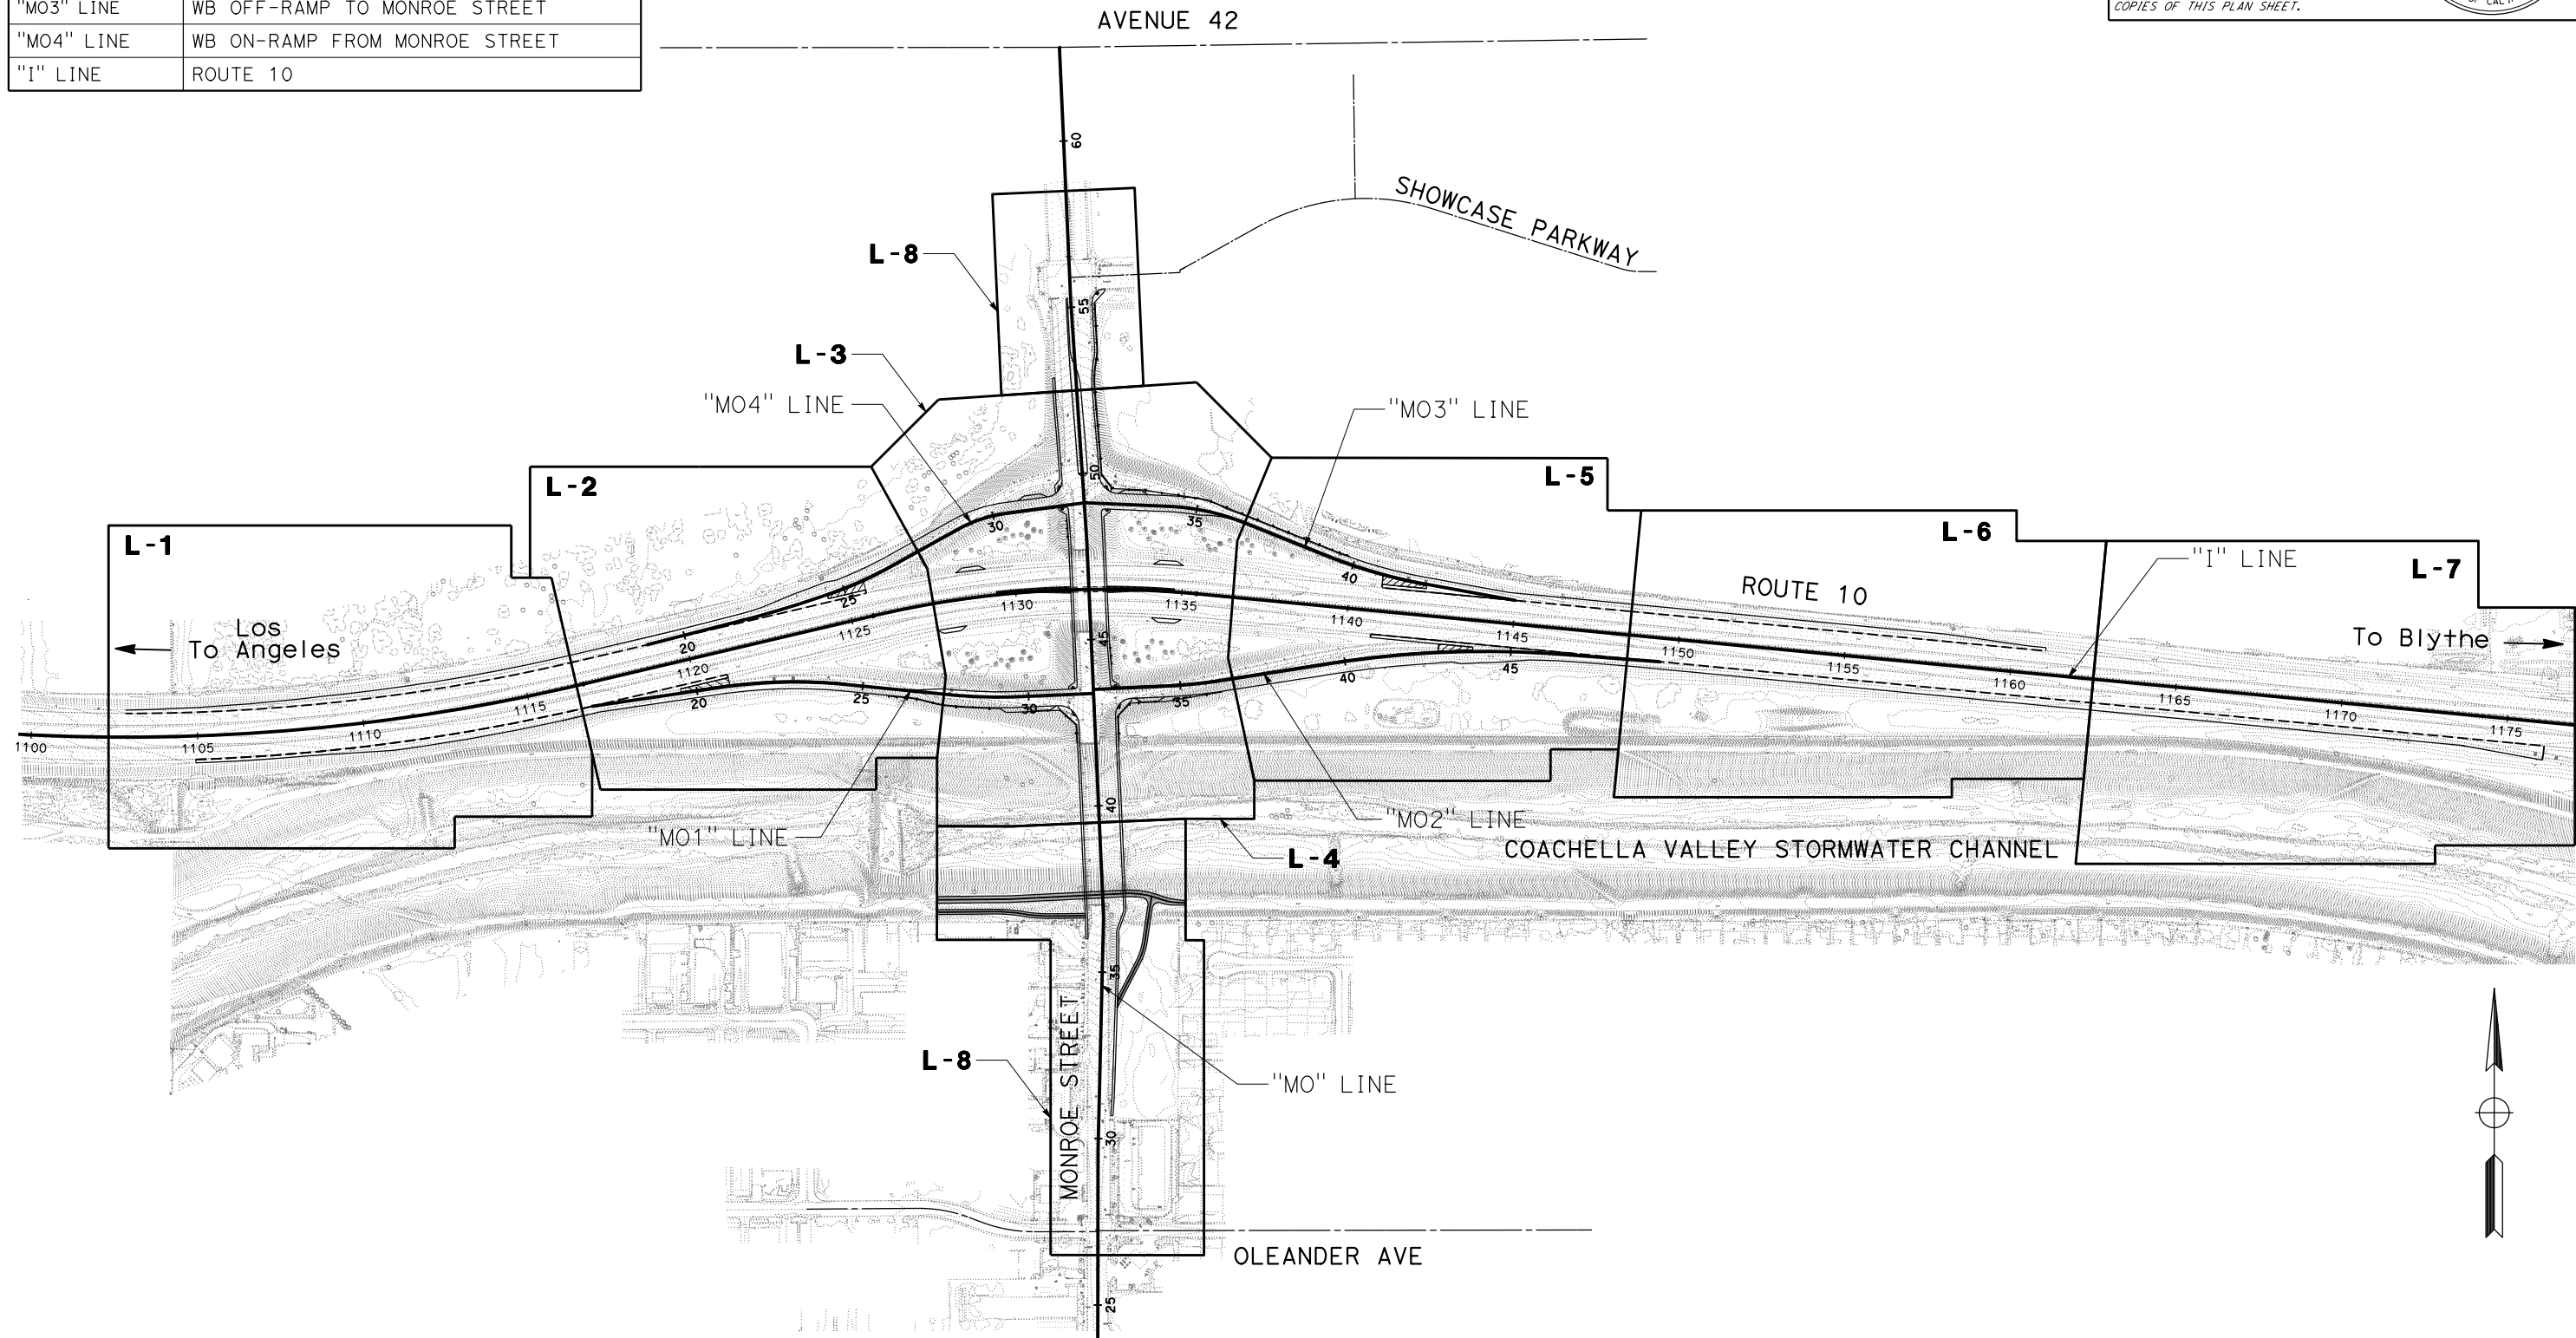 "MO3" LINE WB OFF-RAMP TO MONROE STREET
"MO4" LINE WB ON-RAMP FROM MONROE STREET
"I" LINE ROUTE 10
COPIES OF THIS PLAN SHEET.
AVENUE 42
60
SHOWCASE PARKWAY
L-8
55
L-3
"MO4" LINE
"MO3" LINE
50
L-2
L-5
30
35
L-1
L-6
"I" LINE
L-7
25
40
ROUTE 10
1130
1135
1140
1145
1125
Los
To Angeles
20
45
To Blythe
1120
1150
1155
1160
1165
1170
1175
20
25
30
35
40
45
1115
1110
1105
1100
40
"MO1" LINE
"MO2" LINE
L-4
COACHELLA VALLEY STORMWATER CHANNEL
35
L-8
MONROE STREET
"MO" LINE
30
OLEANDER AVE
25